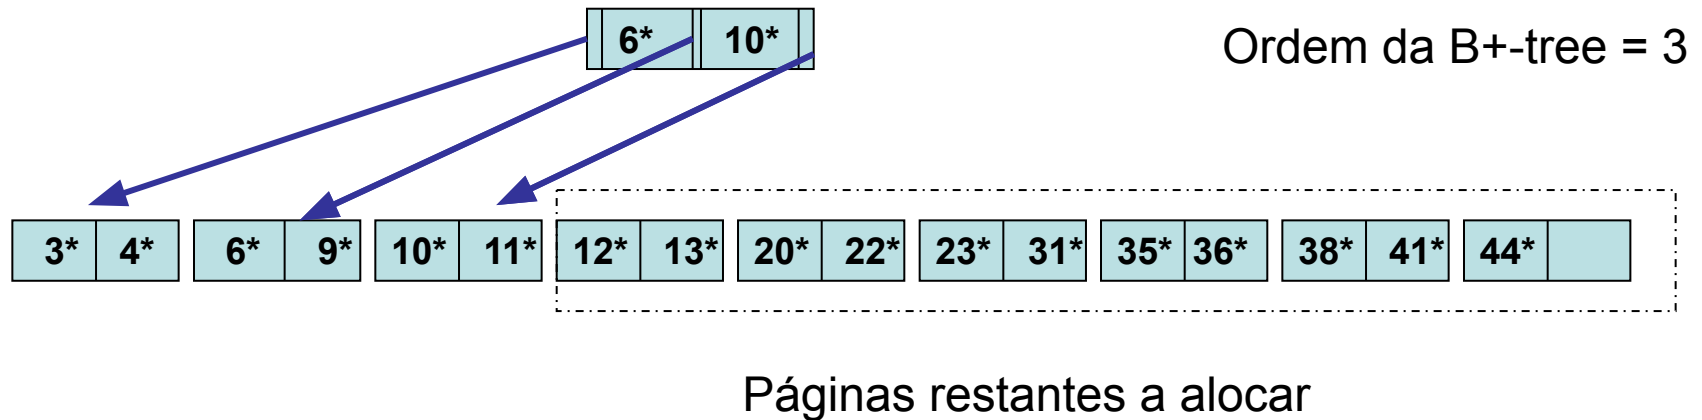 6* 10*
Ordem da B+-tree = 3
3* 4* 6* 9* 10* 11* 12* 13* 20* 22* 23* 31* 35* 36* 38* 41* 44*
Páginas restantes a alocar